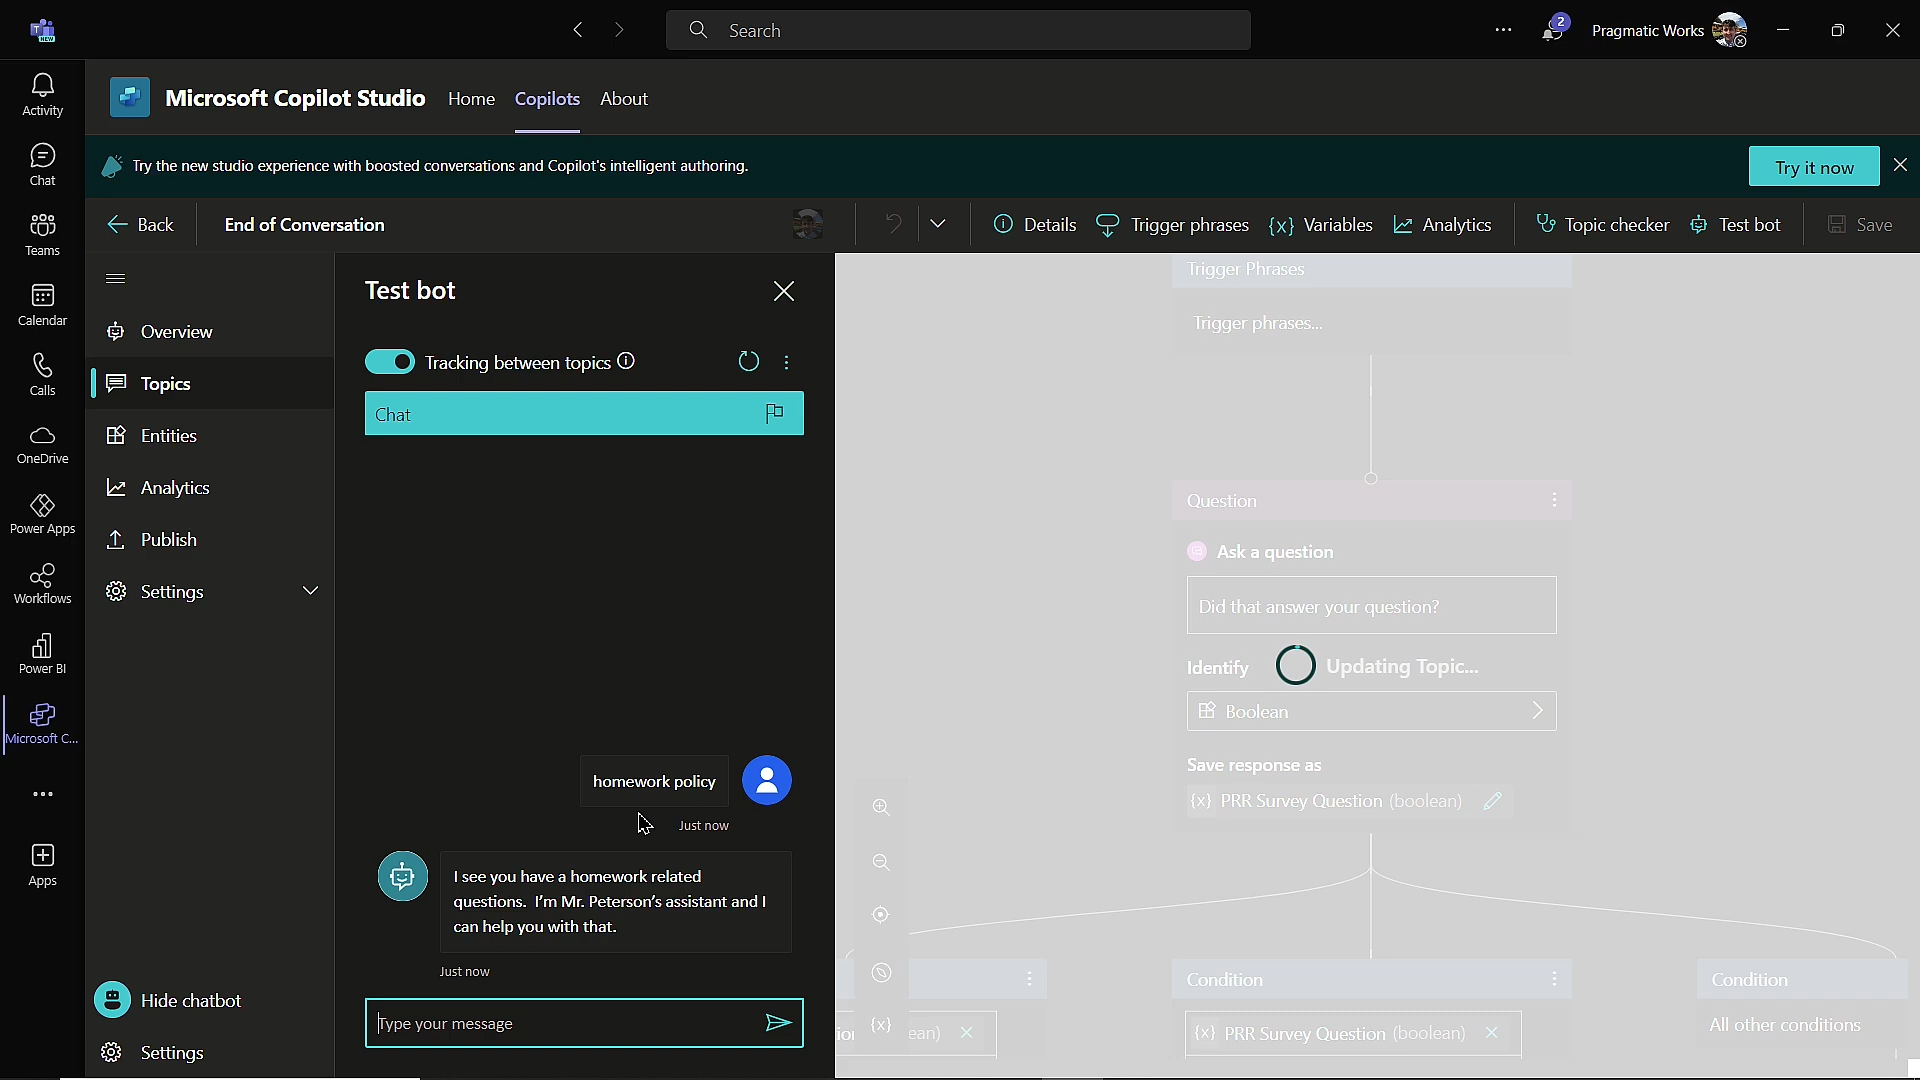 Search
2
Pragmatic Works
NEW
Activity
Chat
Teams
Calendar
Calls
OneDrive
Power Apps
Workflows
Power BI
Microsoft C...
Apps
Microsoft Copilot Studio
Home
Copilots
About
Try the new studio experience with boosted conversations and Copilot's intelligent authoring.
Try it now
Back
End of Conversation
Details
Trigger phrases
{x} Variables
Analytics
Topic checker
Test bot
Save
Overview
Topics
Entities
Analytics
Publish
Settings
Hide chatbot
Settings
Test bot
Tracking between topics
Chat
homework policy
Just now
I see you have a homework related
questions. I'm Mr. Peterson's assistant and I
can help you with that.
Just now
Type your message
Trigger Phrases
Trigger phrases...
Question
Ask a question
Did that answer your question?
Identify
Updating Topic...
Boolean
Save response as
{x} PRR Survey Question (boolean)
Condition
Condition
{x}
ean)
{x} PRR Survey Question (boolean)
All other conditions